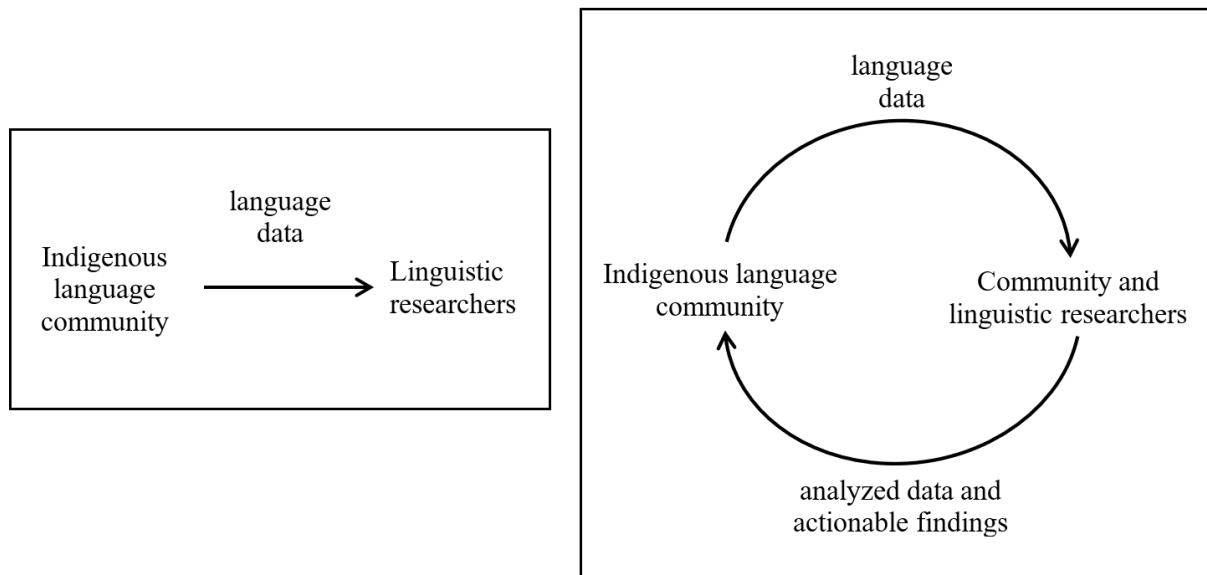 language
data
Indigenous
language
community
Linguistic
researchers
language
data
Indigenous language
community
Community and
linguistic researchers
analyzed data and
actionable findings